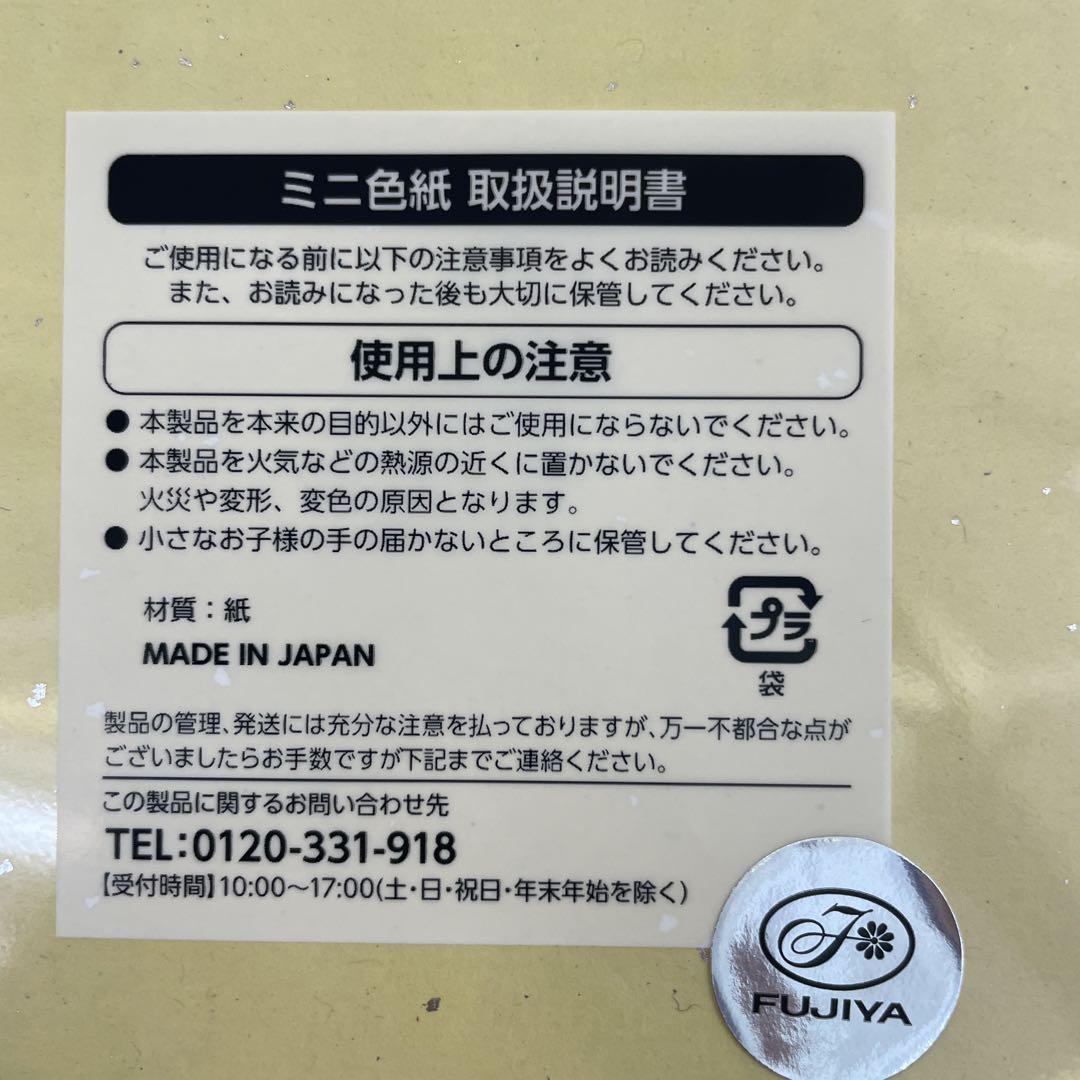 ミニ色紙 取扱説明書
ご使用になる前に以下の注意事項をよくお読みください。
また、お読みになった後も大切に保管してください。
使用上の注意
● 本製品を本来の目的以外にはご使用にならないでください。
● 本製品を火気などの熱源の近くに置かないでください。
火災や変形、変色の原因となります。
● 小さなお子様の手の届かないところに保管してください。
材質：紙
MADE IN JAPAN
プラ
袋
製品の管理、発送には充分な注意を払っておりますが、万一不都合な点が
ございましたらお手数ですが下記までご連絡ください。
この製品に関するお問い合わせ先
TEL：0120-331-918
【受付時間】10:00〜17:00(土・日・祝日・年末年始を除く)
F
FUJIYA